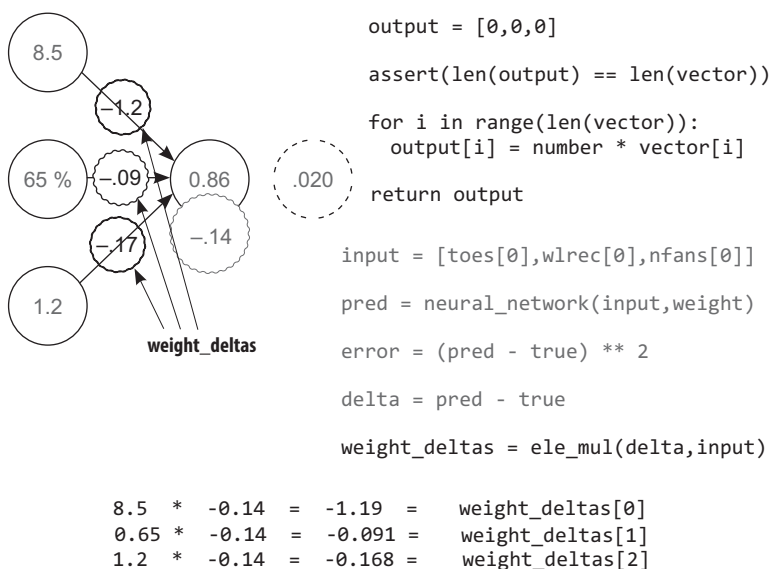 8.5
–1.2
65 %
–.09
0.86
.020
–.17
–.14
1.2
weight_deltas
output = [0,0,0]
assert(len(output) == len(vector))
for i in range(len(vector)):
output[i] = number * vector[i]
return output
input = [toes[0],wlrec[0],nfans[0]]
pred = neural_network(input,weight)
error = (pred - true) ** 2
delta = pred - true
weight_deltas = ele_mul(delta,input)
8.5 * -0.14 = -1.19 = weight_deltas[0]
0.65 * -0.14 = -0.091 = weight_deltas[1]
1.2 * -0.14 = -0.168 = weight_deltas[2]